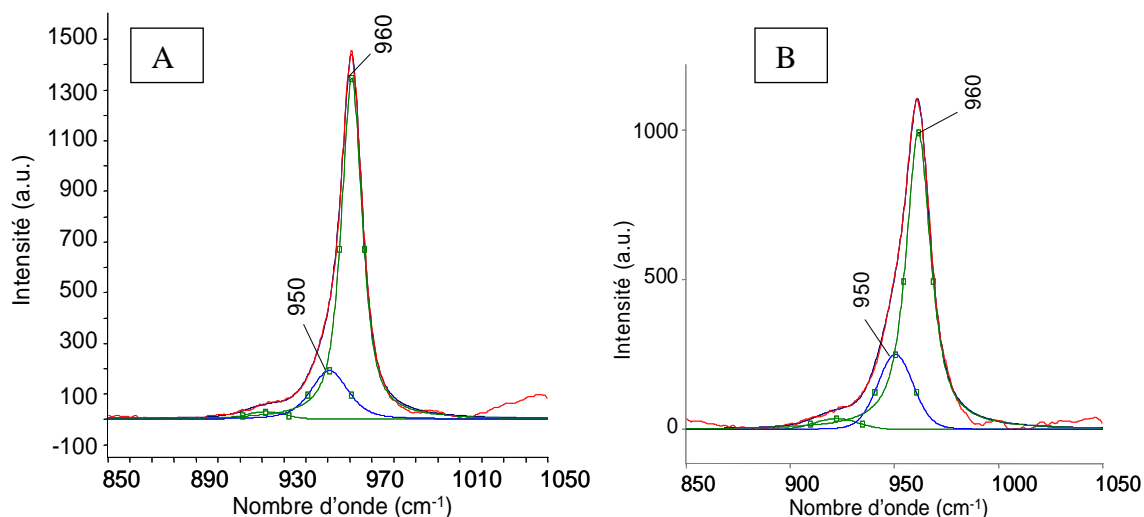 A
1500
1300
1100
900
700
500
300
100
-100
Intensité (a.u.)
960
950
850 890 930 970 1010 1050
Nombre d'onde (cm-1)
B
1000
500
0
Intensité (a.u.)
960
950
850 900 950 1000 1050
Nombre d'onde (cm-1)